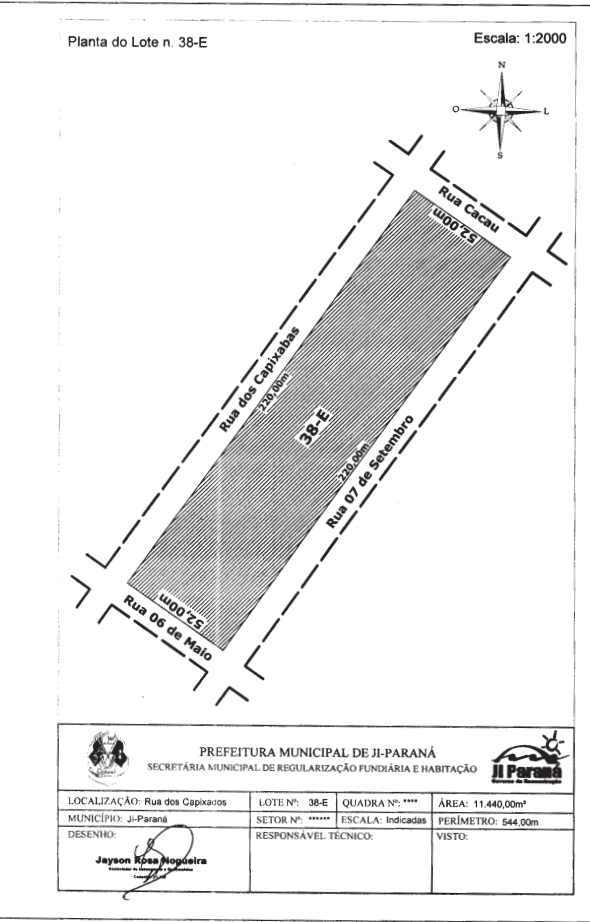 Planta do Lote n. 38-E
Escala: 1:2000
N
O
L
S
Rua Cacau
52,00m
Rua dos Capixabas
220,00m
38-E
220,00m
Rua 07 de Setembro
52,00m
Rua 06 de Maio
PREFEITURA MUNICIPAL DE JI-PARANÁ
SECRETÁRIA MUNICIPAL DE REGULARIZAÇÃO FUNDIÁRIA E HABITAÇÃO
JI Paraná
LOCALIZAÇÃO: Rua dos Capixaoos
LOTE Nº: 38-E
QUADRA Nº: ****
ÁREA: 11.440,00m²
MUNICÍPIO: Ji-Paraná
SETOR Nº: ******
ESCALA: Indicadas
PERÍMETRO: 544,00m
DESENHO:
RESPONSÁVEL TÉCNICO:
VISTO:
Jayson Rosa Nogueira